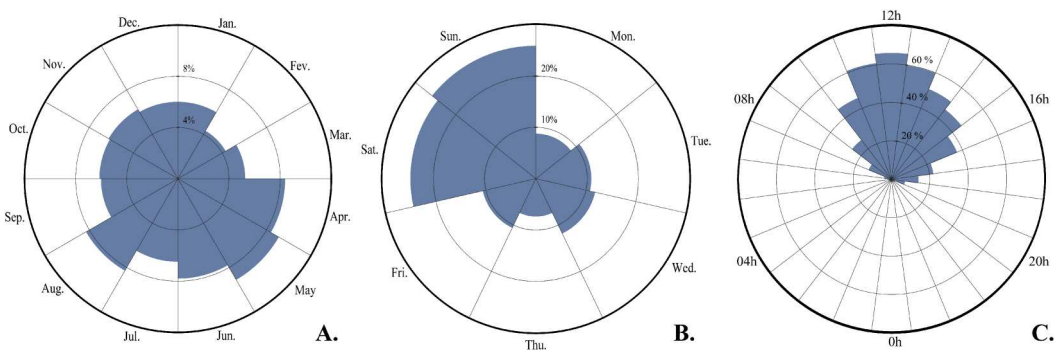 Jan.
Fev.
Mar.
Apr.
May
Jun.
Jul.
Aug.
Sep.
Oct.
Nov.
Dec.
8%
4%
A.
Sun.
Mon.
Tue.
Wed.
Thu.
Fri.
Sat.
20%
10%
B.
12h
16h
20h
0h
04h
08h
60 %
40 %
20 %
C.